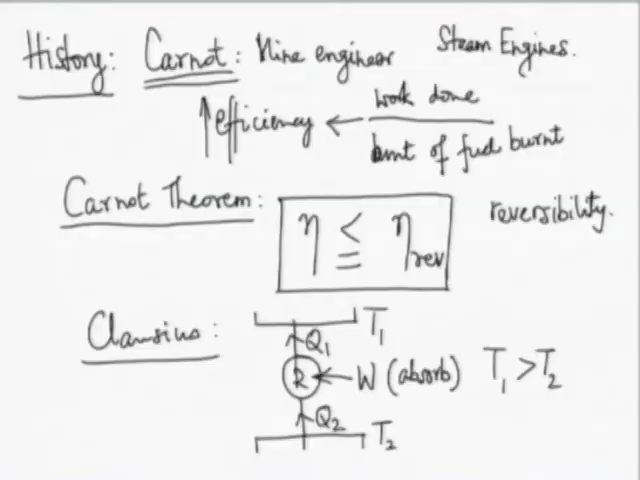 History: Carnot: Mine engineer Steam Engines.
↑ efficiency ← work done
amt of fuel burnt
Carnot Theorem: η ≤ η_rev reversibility.
Clausius: T₁
Q₁
R ← W (absorb) T₁ > T₂
Q₂
T₂